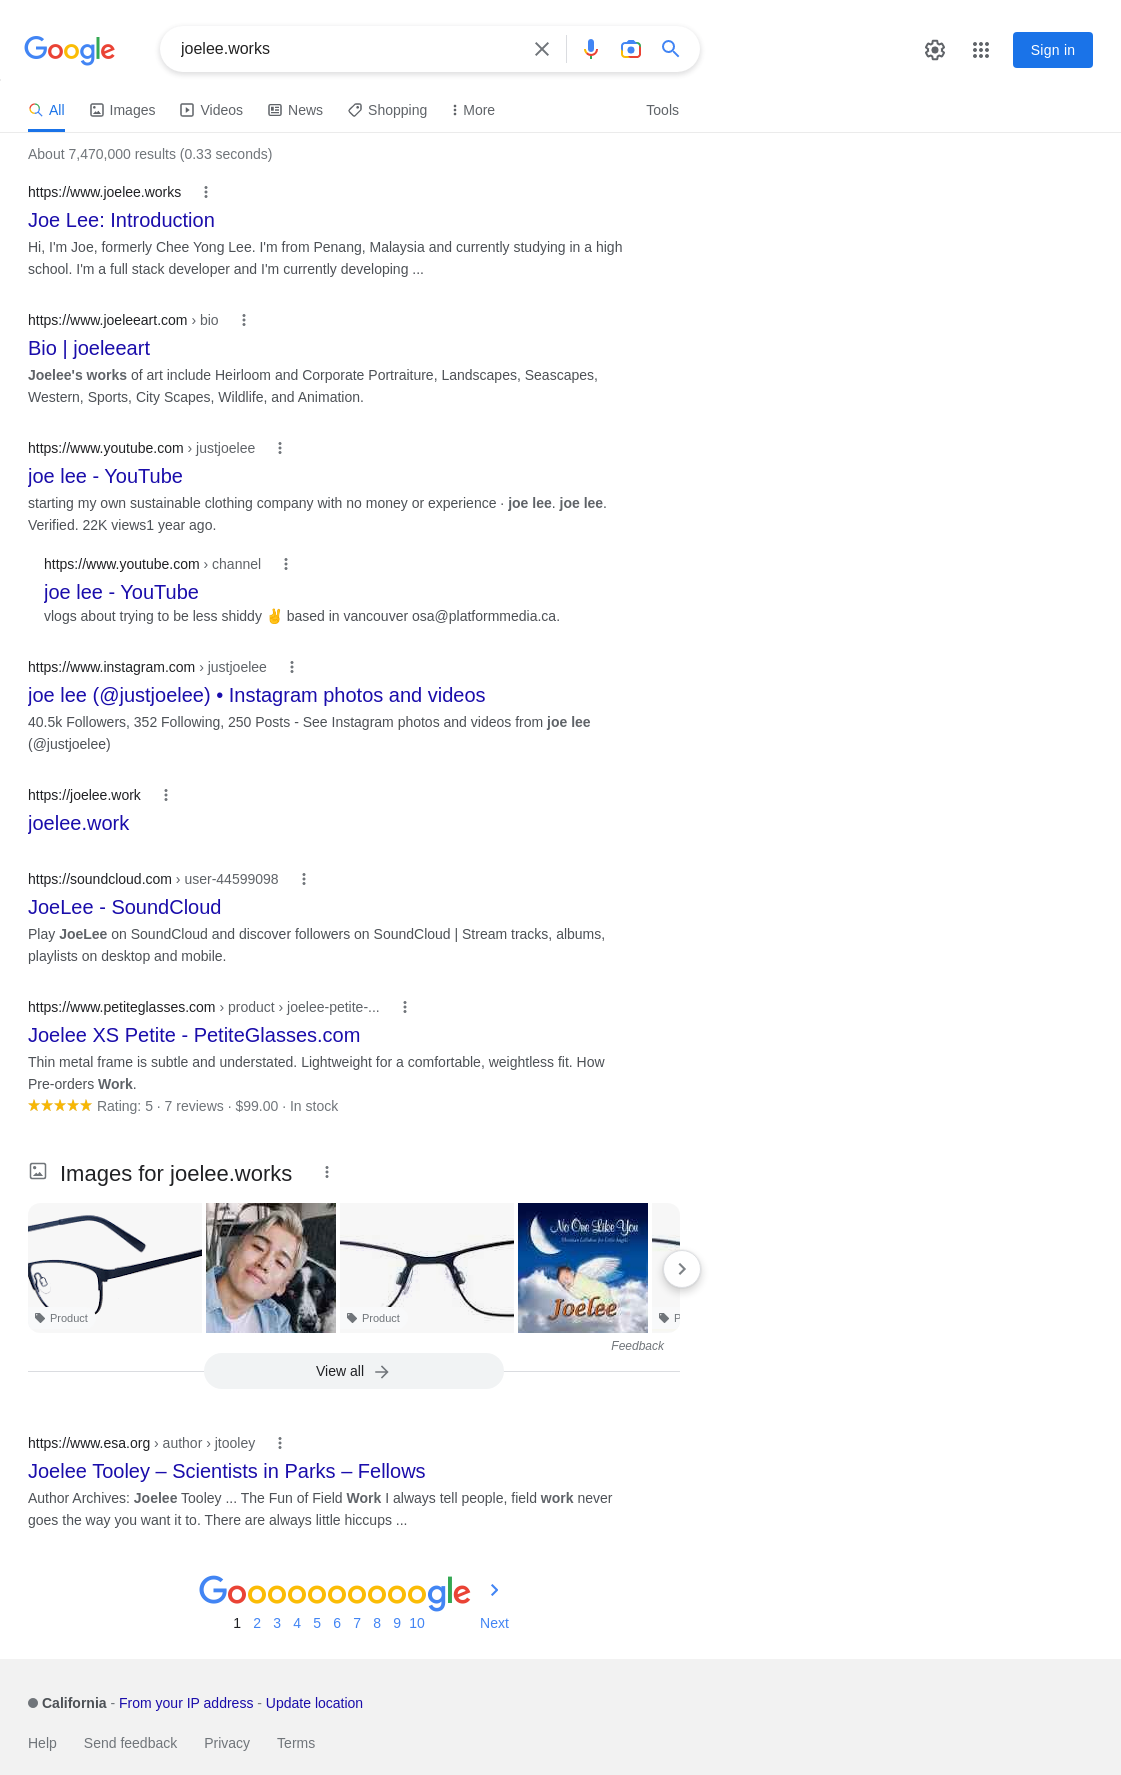 Google
joelee.works
Sign in
All Images Videos News Shopping More Tools
About 7,470,000 results (0.33 seconds)
https://www.joelee.works
Joe Lee: Introduction
Hi, I'm Joe, formerly Chee Yong Lee. I'm from Penang, Malaysia and currently studying in a high
school. I'm a full stack developer and I'm currently developing ...
https://www.joeleeart.com › bio
Bio | joeleeart
Joelee's works of art include Heirloom and Corporate Portraiture, Landscapes, Seascapes,
Western, Sports, City Scapes, Wildlife, and Animation.
https://www.youtube.com › justjoelee
joe lee - YouTube
starting my own sustainable clothing company with no money or experience · joe lee. joe lee.
Verified. 22K views1 year ago.
https://www.youtube.com › channel
joe lee - YouTube
vlogs about trying to be less shiddy ✌ based in vancouver osa@platformmedia.ca.
https://www.instagram.com › justjoelee
joe lee (@justjoelee) • Instagram photos and videos
40.5k Followers, 352 Following, 250 Posts - See Instagram photos and videos from joe lee
(@justjoelee)
https://joelee.work
joelee.work
https://soundcloud.com › user-44599098
JoeLee - SoundCloud
Play JoeLee on SoundCloud and discover followers on SoundCloud | Stream tracks, albums,
playlists on desktop and mobile.
https://www.petiteglasses.com › product › joelee-petite-...
Joelee XS Petite - PetiteGlasses.com
Thin metal frame is subtle and understated. Lightweight for a comfortable, weightless fit. How
Pre-orders Work.
Rating: 5 · 7 reviews · $99.00 · In stock
Images for joelee.works
No One Like You
Christian Lullabies for Little Angels
Joelee
Product
Product
P
Feedback
View all
https://www.esa.org › author › jtooley
Joelee Tooley – Scientists in Parks – Fellows
Author Archives: Joelee Tooley ... The Fun of Field Work I always tell people, field work never
goes the way you want it to. There are always little hiccups ...
Goooooooooogle
1 2 3 4 5 6 7 8 9 10 Next
California - From your IP address - Update location
Help Send feedback Privacy Terms